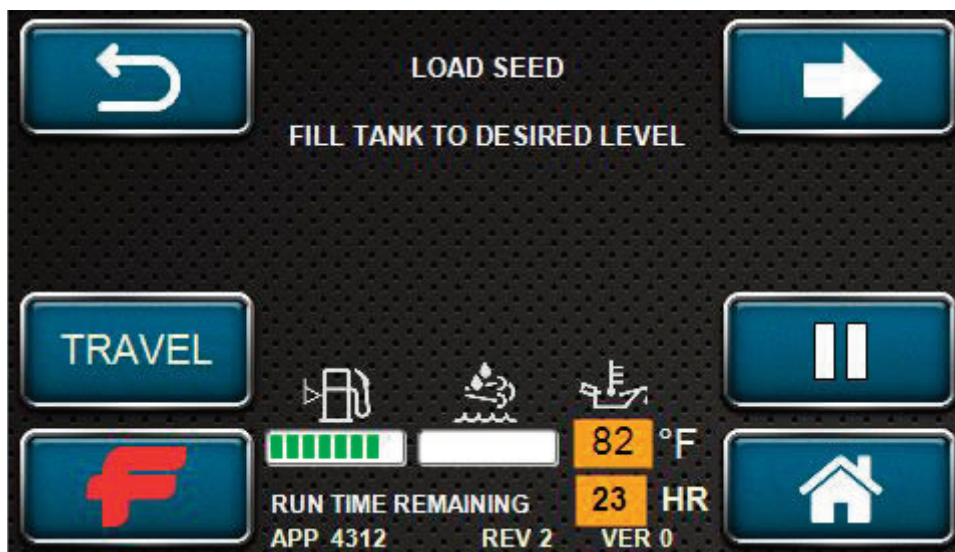 LOAD SEED
FILL TANK TO DESIRED LEVEL
TRAVEL
82 °F
RUN TIME REMAINING 23 HR
APP 4312 REV 2 VER 0